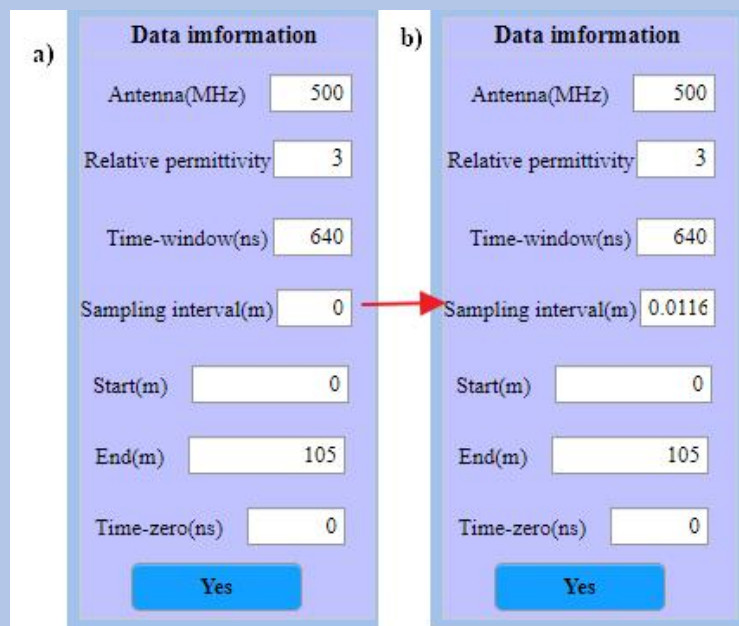 a)
Data imformation
Antenna(MHz) 500
Relative permittivity 3
Time-window(ns) 640
Sampling interval(m) 0
Start(m) 0
End(m) 105
Time-zero(ns) 0
Yes
b)
Data imformation
Antenna(MHz) 500
Relative permittivity 3
Time-window(ns) 640
Sampling interval(m) 0.0116
Start(m) 0
End(m) 105
Time-zero(ns) 0
Yes